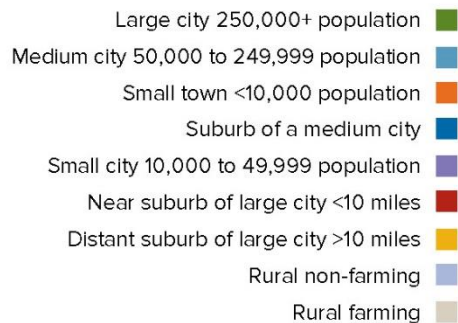 Large city 250,000+ population
Medium city 50,000 to 249,999 population
Small town <10,000 population
Suburb of a medium city
Small city 10,000 to 49,999 population
Near suburb of large city <10 miles
Distant suburb of large city >10 miles
Rural non-farming
Rural farming